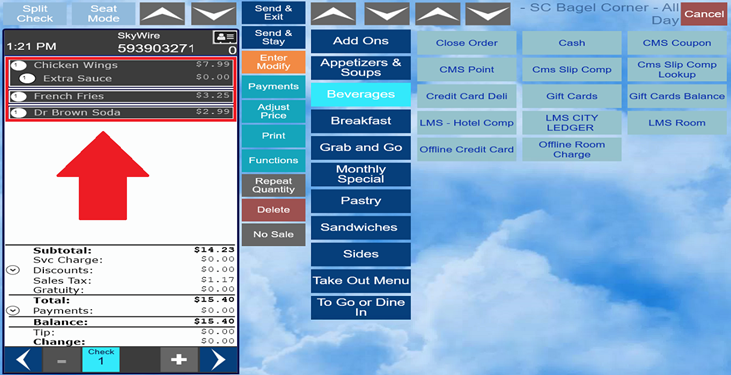 Split Check
Seat Mode
1:21 PM
SkyWire
593903271
0
1 Chicken Wings $7.99
1 Extra Sauce $0.00
1 French Fries $3.25
1 Dr Brown Soda $2.99
Subtotal: $14.23
Svc Charge: $0.00
Discounts: $0.00
Sales Tax: $1.17
Gratuity: $0.00
Total: $15.40
Payments: $0.00
Balance: $15.40
Tip: $0.00
Change: $0.00
-
Check
1
+
Send &
Exit
Send &
Stay
Enter
Modify
Payments
Adjust
Price
Print
Functions
Repeat
Quantity
Delete
No Sale
Add Ons
Appetizers &
Soups
Beverages
Breakfast
Grab and Go
Monthly
Special
Pastry
Sandwiches
Sides
Take Out Menu
To Go or Dine
In
- SC Bagel Corner - All
Day
Cancel
Close Order
Cash
CMS Coupon
CMS Point
Cms Slip Comp
Cms Slip Comp
Lookup
Credit Card Deli
Gift Cards
Gift Cards Balance
LMS - Hotel Comp
LMS CITY
LEDGER
LMS Room
Offline Credit Card
Offline Room
Charge